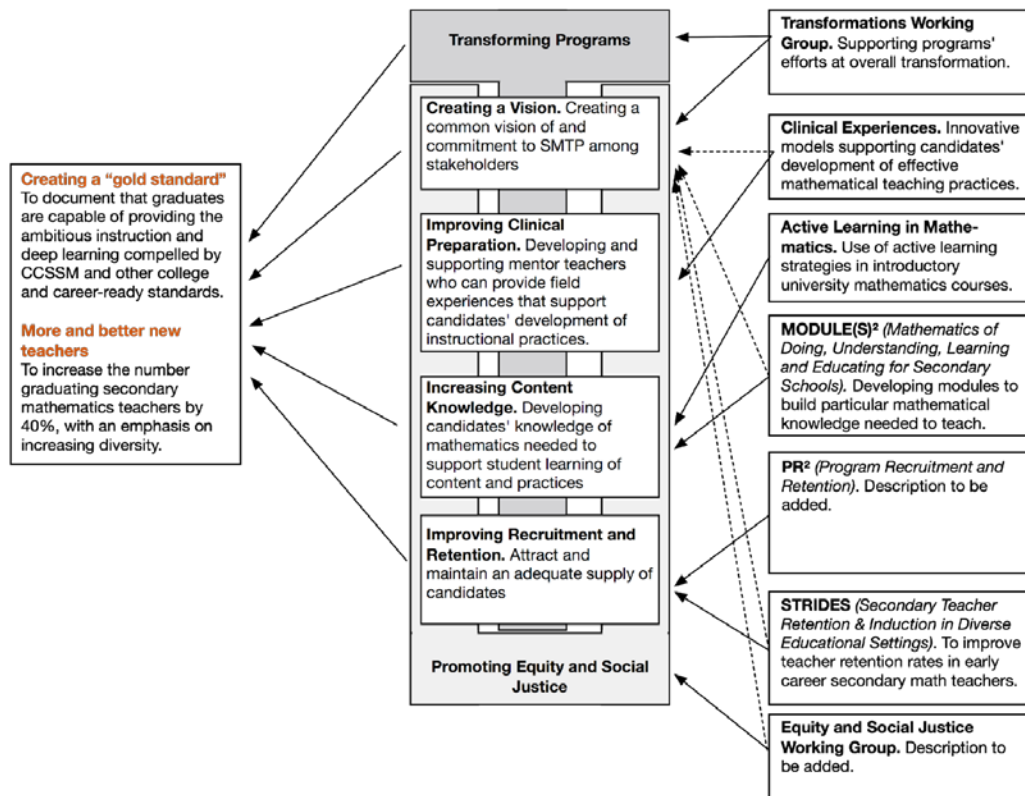 Transforming Programs
Creating a Vision. Creating a
common vision of and
commitment to SMTP among
stakeholders
Improving Clinical
Preparation. Developing and
supporting mentor teachers
who can provide field
experiences that support
candidates' development of
instructional practices.
Increasing Content
Knowledge. Developing
candidates' knowledge of
mathematics needed to
support student learning of
content and practices
Improving Recruitment and
Retention. Attract and
maintain an adequate supply of
candidates
Promoting Equity and Social
Justice
Creating a “gold standard”
To document that graduates
are capable of providing the
ambitious instruction and
deep learning compelled by
CCSSM and other college
and career-ready standards.
More and better new
teachers
To increase the number
graduating secondary
mathematics teachers by
40%, with an emphasis on
increasing diversity.
Transformations Working
Group. Supporting programs'
efforts at overall transformation.
Clinical Experiences. Innovative
models supporting candidates'
development of effective
mathematical teaching practices.
Active Learning in Mathe-
matics. Use of active learning
strategies in introductory
university mathematics courses.
MODULE(S)² (Mathematics of
Doing, Understanding, Learning
and Educating for Secondary
Schools). Developing modules to
build particular mathematical
knowledge needed to teach.
PR² (Program Recruitment and
Retention). Description to be
added.
STRIDES (Secondary Teacher
Retention & Induction in Diverse
Educational Settings). To improve
teacher retention rates in early
career secondary math teachers.
Equity and Social Justice
Working Group. Description to
be added.